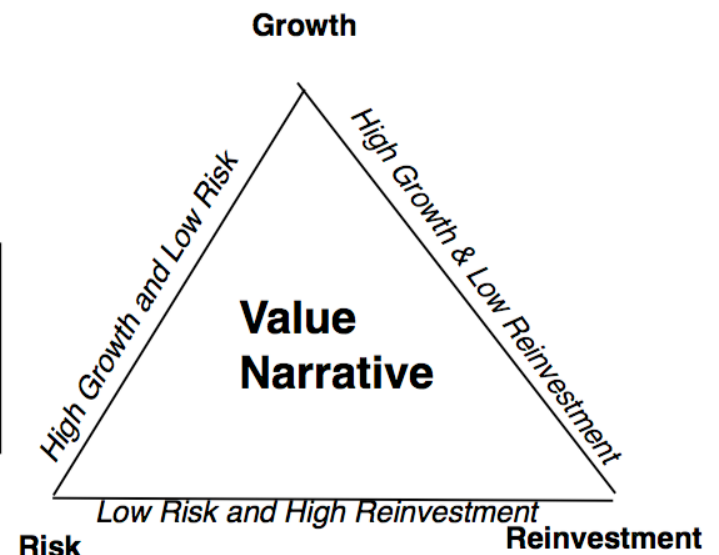 Growth
High Growth and Low Risk
High Growth & Low Reinvestment
Value
Narrative
Low Risk and High Reinvestment
Risk
Reinvestment